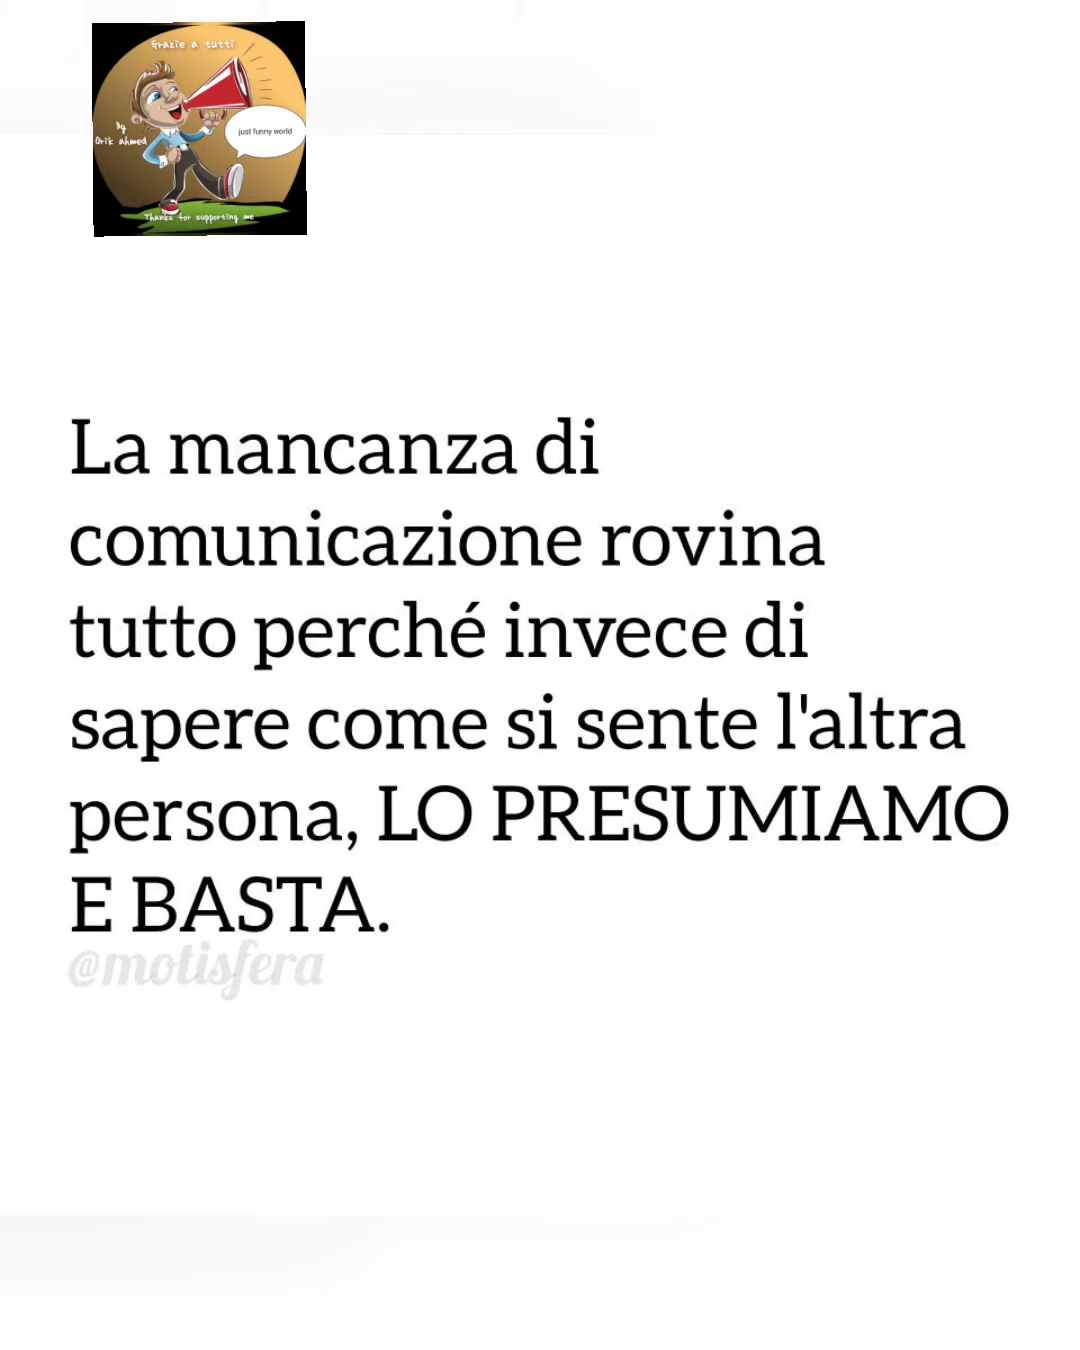 Grazie a tutti
By
Orik ahmed
just funny world
Thanks for supporting me
La mancanza di
comunicazione rovina
tutto perché invece di
sapere come si sente l'altra
persona, LO PRESUMIAMO
E BASTA.
@motisfera